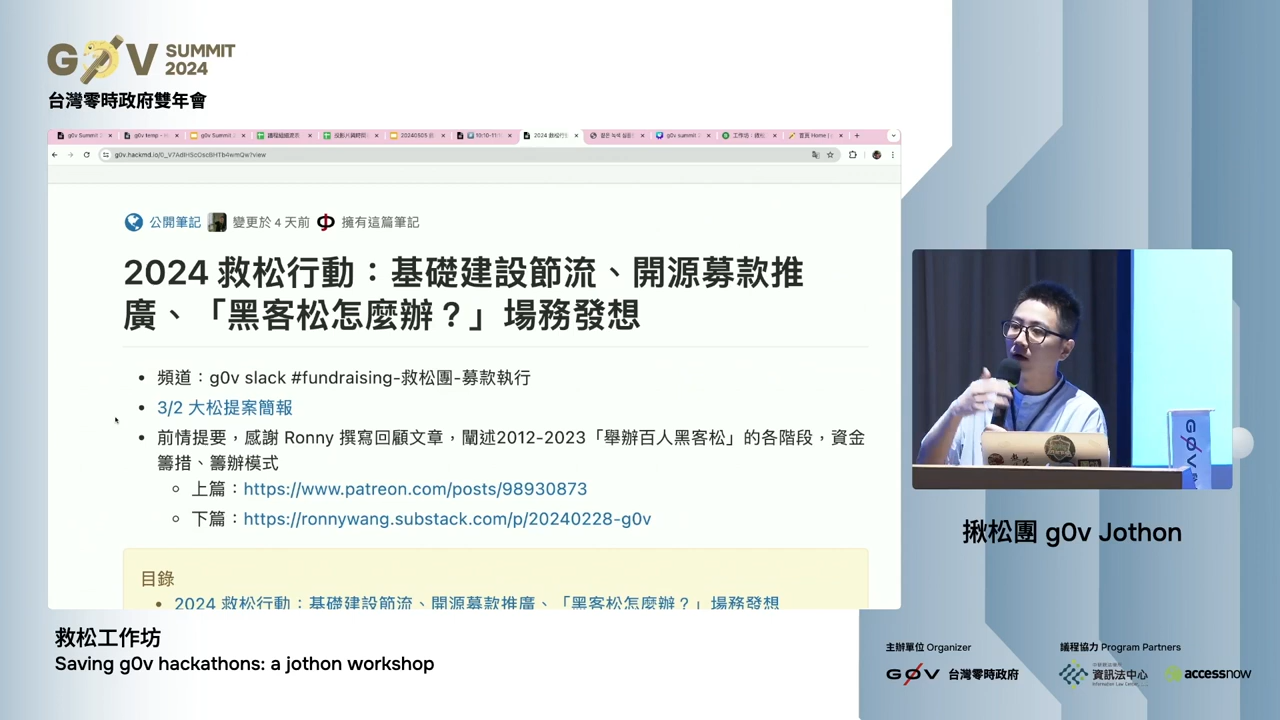 G0V SUMMIT 2024
台灣零時政府雙年會
g0v.hackmd.io/0_V7AdIHScOscBHTb4wmQw?view
公開筆記 變更於 4 天前 擁有這篇筆記
2024 救松行動：基礎建設節流、開源募款推
廣、「黑客松怎麼辦？」場務發想
頻道：g0v slack #fundraising-救松團-募款執行
3/2 大松提案簡報
前情提要，感謝 Ronny 撰寫回顧文章，闡述2012-2023「舉辦百人黑客松」的各階段，資金
籌措、籌辦模式
上篇：https://www.patreon.com/posts/98930873
下篇：https://ronnywang.substack.com/p/20240228-g0v
目錄
2024 救松行動：基礎建設節流、開源募款推廣、「黑客松怎麼辦？」場務發想
G0V
揪松團 g0v Jothon
救松工作坊
Saving g0v hackathons: a jothon workshop
主辦單位 Organizer
議程協力 Program Partners
G0V 台灣零時政府
資訊法中心
Information Law Center
accessnow